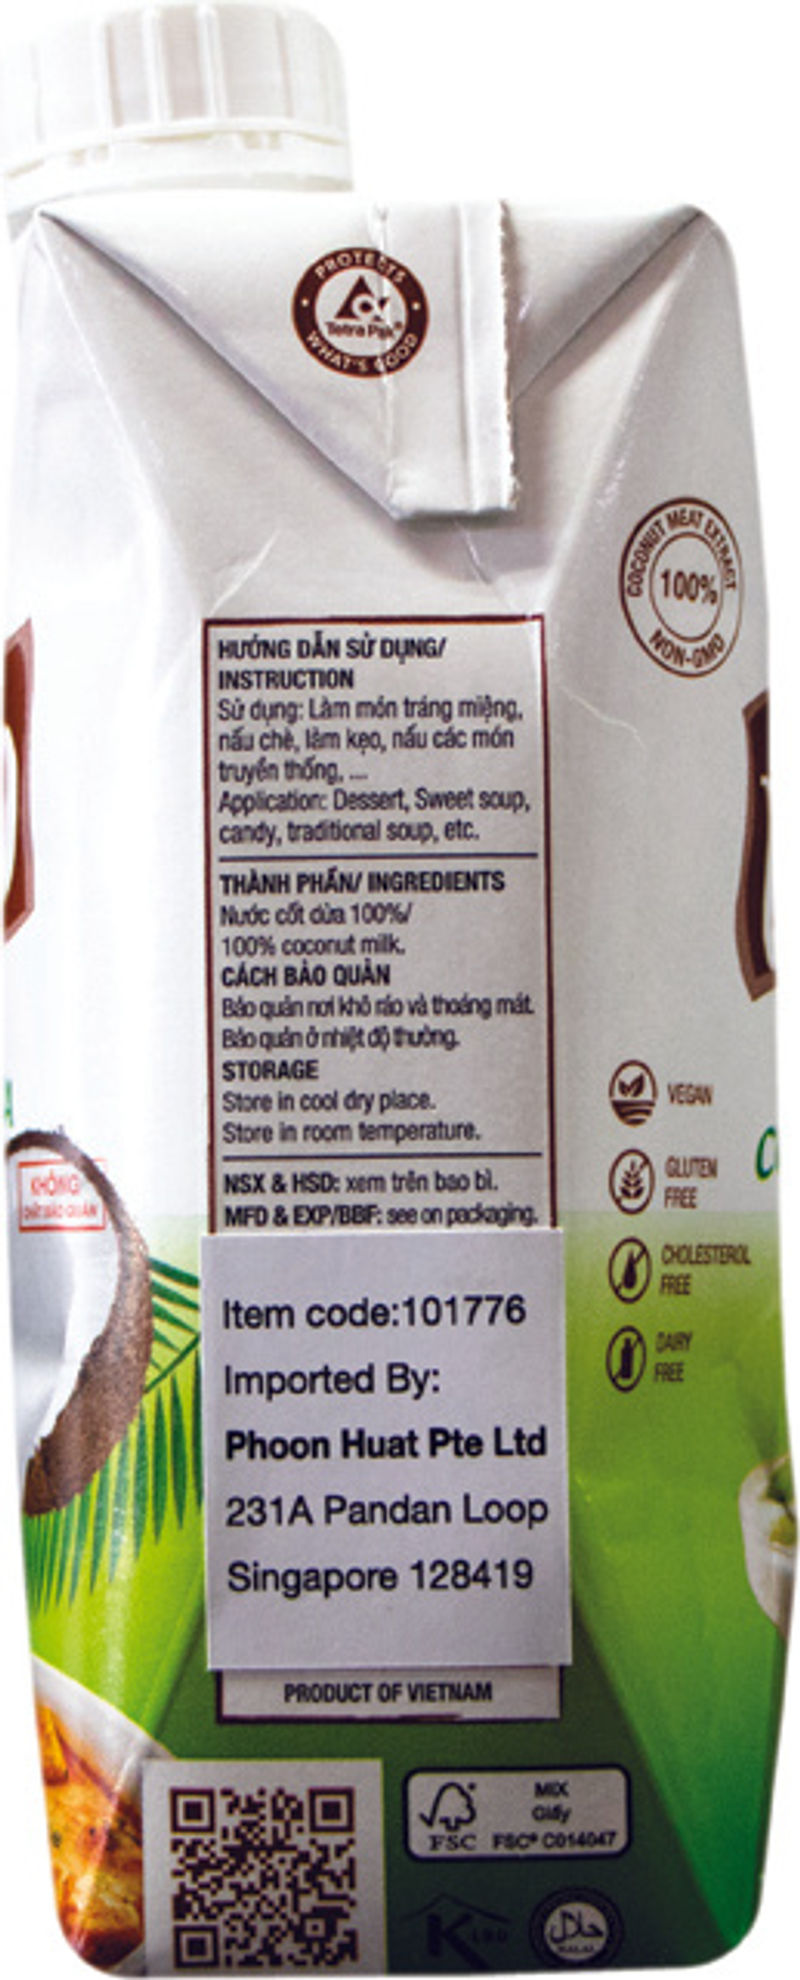 PROTECTS
Tetra Pak®
WHAT'S GOOD
COCONUT MEAT EXTRACT
100%
NON-GMO
HƯỚNG DẪN SỬ DỤNG/
INSTRUCTION
Sử dụng: Làm món tráng miệng,
nấu chè, làm kẹo, nấu các món
truyền thống, ...
Application: Dessert, Sweet soup,
candy, traditional soup, etc.
THÀNH PHẦN/ INGREDIENTS
Nước cốt dừa 100%/
100% coconut milk.
CÁCH BẢO QUẢN
Bảo quản nơi khô ráo và thoáng mát.
Bảo quản ở nhiệt độ thường.
STORAGE
Store in cool dry place.
Store in room temperature.
NSX & HSD: xem trên bao bì.
MFD & EXP/BBF: see on packaging.
VEGAN
GLUTEN
FREE
CHOLESTEROL
FREE
DAIRY
FREE
KHÔNG
CHẤT BẢO QUẢN
Item code:101776
Imported By:
Phoon Huat Pte Ltd
231A Pandan Loop
Singapore 128419
PRODUCT OF VIETNAM
FSC
MIX
Giấy
FSC® C014047
K
حلال
HALAL